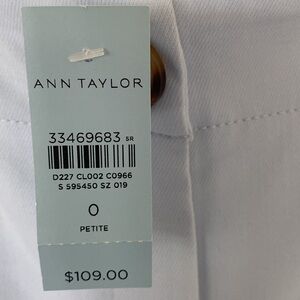 ANN TAYLOR
33469683 SR
D227 CL002 C0966
S 595450 SZ 019
0
PETITE
$109.00